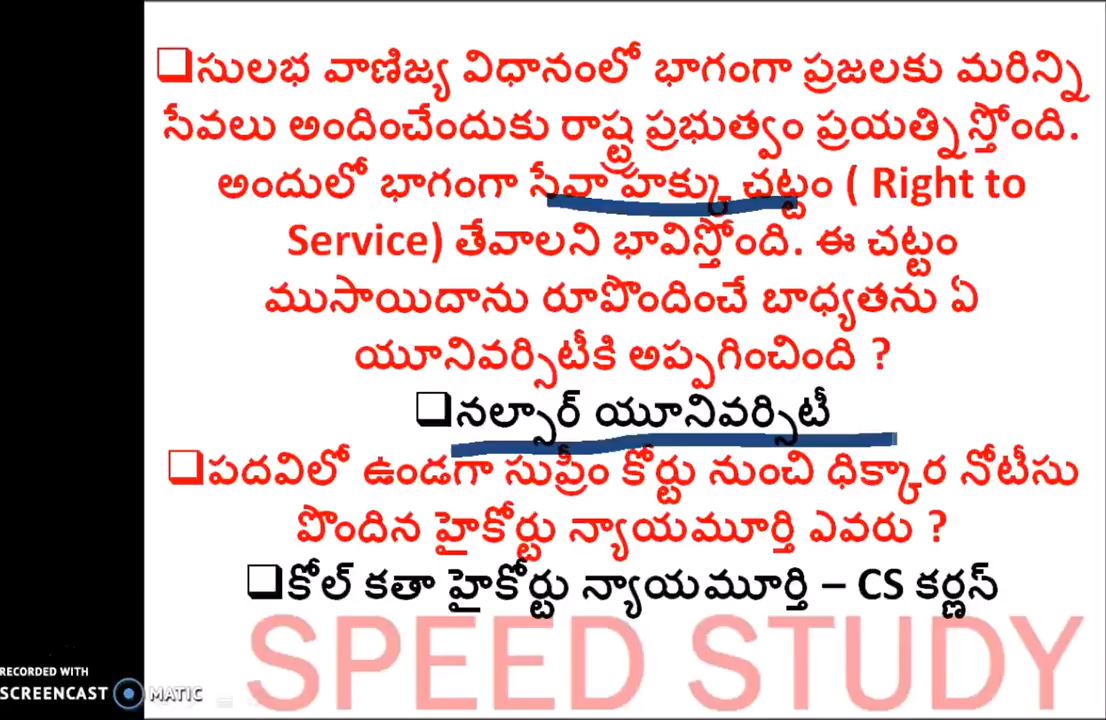 ❑సులభ వాణిజ్య విధానంలో భాగంగా ప్రజలకు మరిన్ని
సేవలు అందించేందుకు రాష్ట్ర ప్రభుత్వం ప్రయత్నిస్తోంది.
అందులో భాగంగా సేవా హక్కు చట్టం ( Right to
Service) తేవాలని భావిస్తోంది. ఈ చట్టం
ముసాయిదాను రూపొందించే బాధ్యతను ఏ
యూనివర్సిటీకి అప్పగించింది ?
❑నల్సార్ యూనివర్సిటీ
❑పదవిలో ఉండగా సుప్రీం కోర్టు నుంచి ధిక్కార నోటీసు
పొందిన హైకోర్టు న్యాయమూర్తి ఎవరు ?
❑కోల్ కతా హైకోర్టు న్యాయమూర్తి – CS కర్ణస్
SPEED STUDY
RECORDED WITH
SCREENCAST MATIC